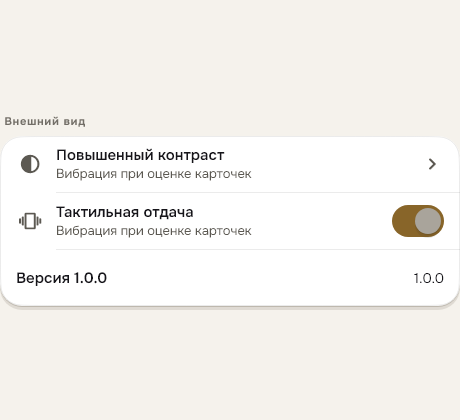 Внешний вид
Повышенный контраст
Вибрация при оценке карточек
Тактильная отдача
Вибрация при оценке карточек
Версия 1.0.0
1.0.0